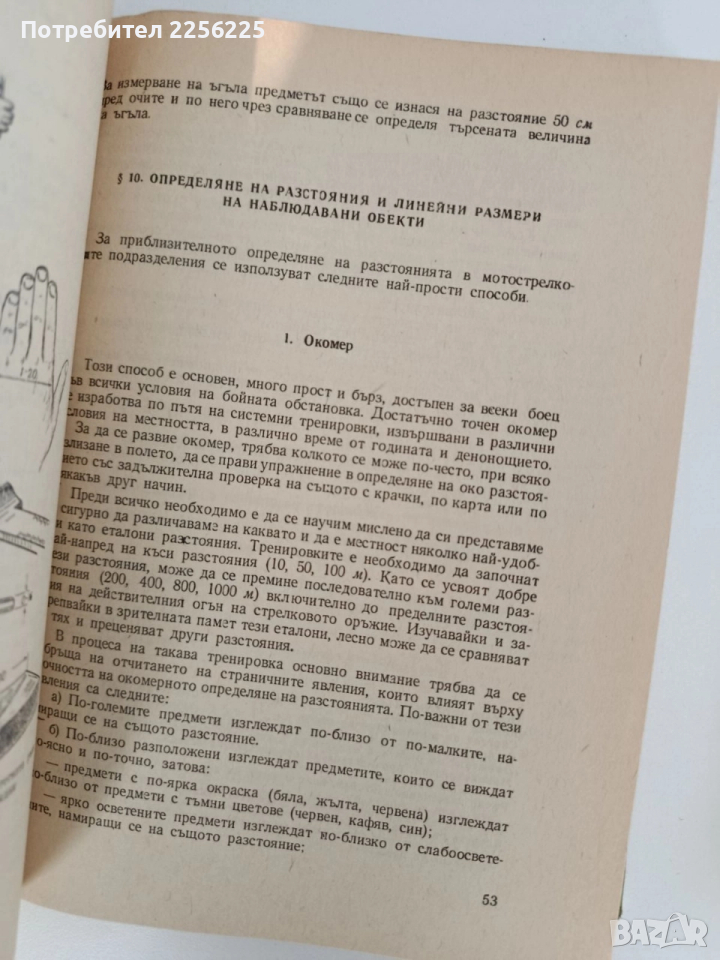 Потребител 2256225
За измерване на ъгъла предметът също се изнася на разстояние 50 см
пред очите и по него чрез сравняване се определя търсената величина
на ъгъла.
§ 10. ОПРЕДЕЛЯНЕ НА РАЗСТОЯНИЯ И ЛИНЕЙНИ РАЗМЕРИ
НА НАБЛЮДАВАНИ ОБЕКТИ
За приблизителното определяне на разстоянията в мотострелко-
вите подразделения се използуват следните най-прости способи.
1. Окомер
Този способ е основен, много прост и бърз, достъпен за всеки боец
във всички условия на бойната обстановка. Достатъчно точен окомер
се изработва по пътя на системни тренировки, извършвани в различни
условия на местността, в различно време от годината и денонощието.
За да се развие окомер, трябва колкото се може по-често, при всяко
излизане в полето, да се прави упражнение в определяне на око разстоя-
нието със задължителна проверка на същото с крачки, по карта или по
някакъв друг начин.
Преди всичко необходимо е да се научим мислено да си представяме
и сигурно да различаваме на каквато и да е местност няколко най-удоб-
ни като еталони разстояния. Тренировките е необходимо да започнат
най-напред на къси разстояния (10, 50, 100 м). Като се усвоят добре
тези разстояния, може да се премине последователно към големи раз-
стояния (200, 400, 800, 1000 м) включително до пределните разстоя-
ния на действителния огън на стрелковото оръжие. Изучавайки и за-
крепвайки в зрителната памет тези еталони, лесно може да се сравняват
с тях и преценяват други разстояния.
В процеса на такава тренировка основно внимание трябва да се
обръща на отчитането на страничните явления, които влияят върху
точността на окомерното определяне на разстоянията. По-важни от тези
явления са следните:
а) По-големите предмети изглеждат по-близо от по-малките, на-
миращи се на същото разстояние.
б) По-близо разположени изглеждат предметите, които се виждат
по-ясно и по-точно, затова:
— предмети с по-ярка окраска (бяла, жълта, червена) изглеждат
по-близо от предмети с тъмни цветове (червен, кафяв, син);
— ярко осветените предмети изглеждат по-близо от слабоосвете-
ните, намиращи се на същото разстояние;
53
1-20
BAZAR